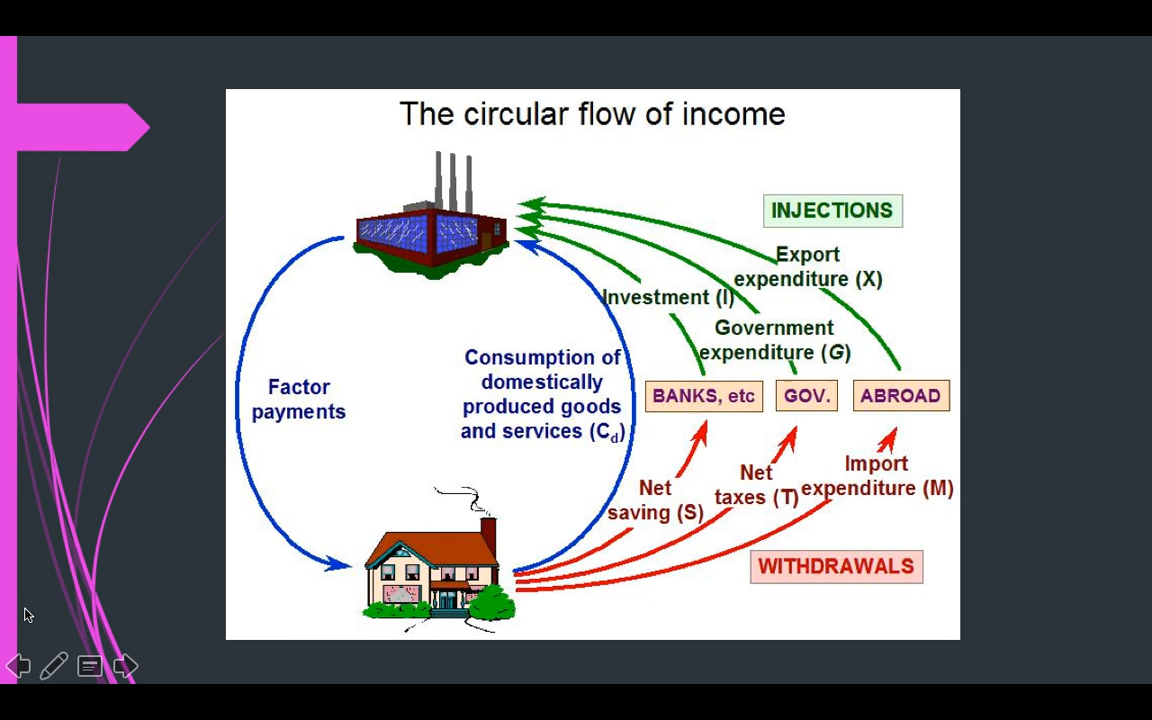 The circular flow of income
INJECTIONS
Export
expenditure (X)
Investment (I)
Government
expenditure (G)
Factor
payments
Consumption of
domestically
produced goods
and services (Cd)
BANKS, etc
GOV.
ABROAD
Net
saving (S)
Net
taxes (T)
Import
expenditure (M)
WITHDRAWALS